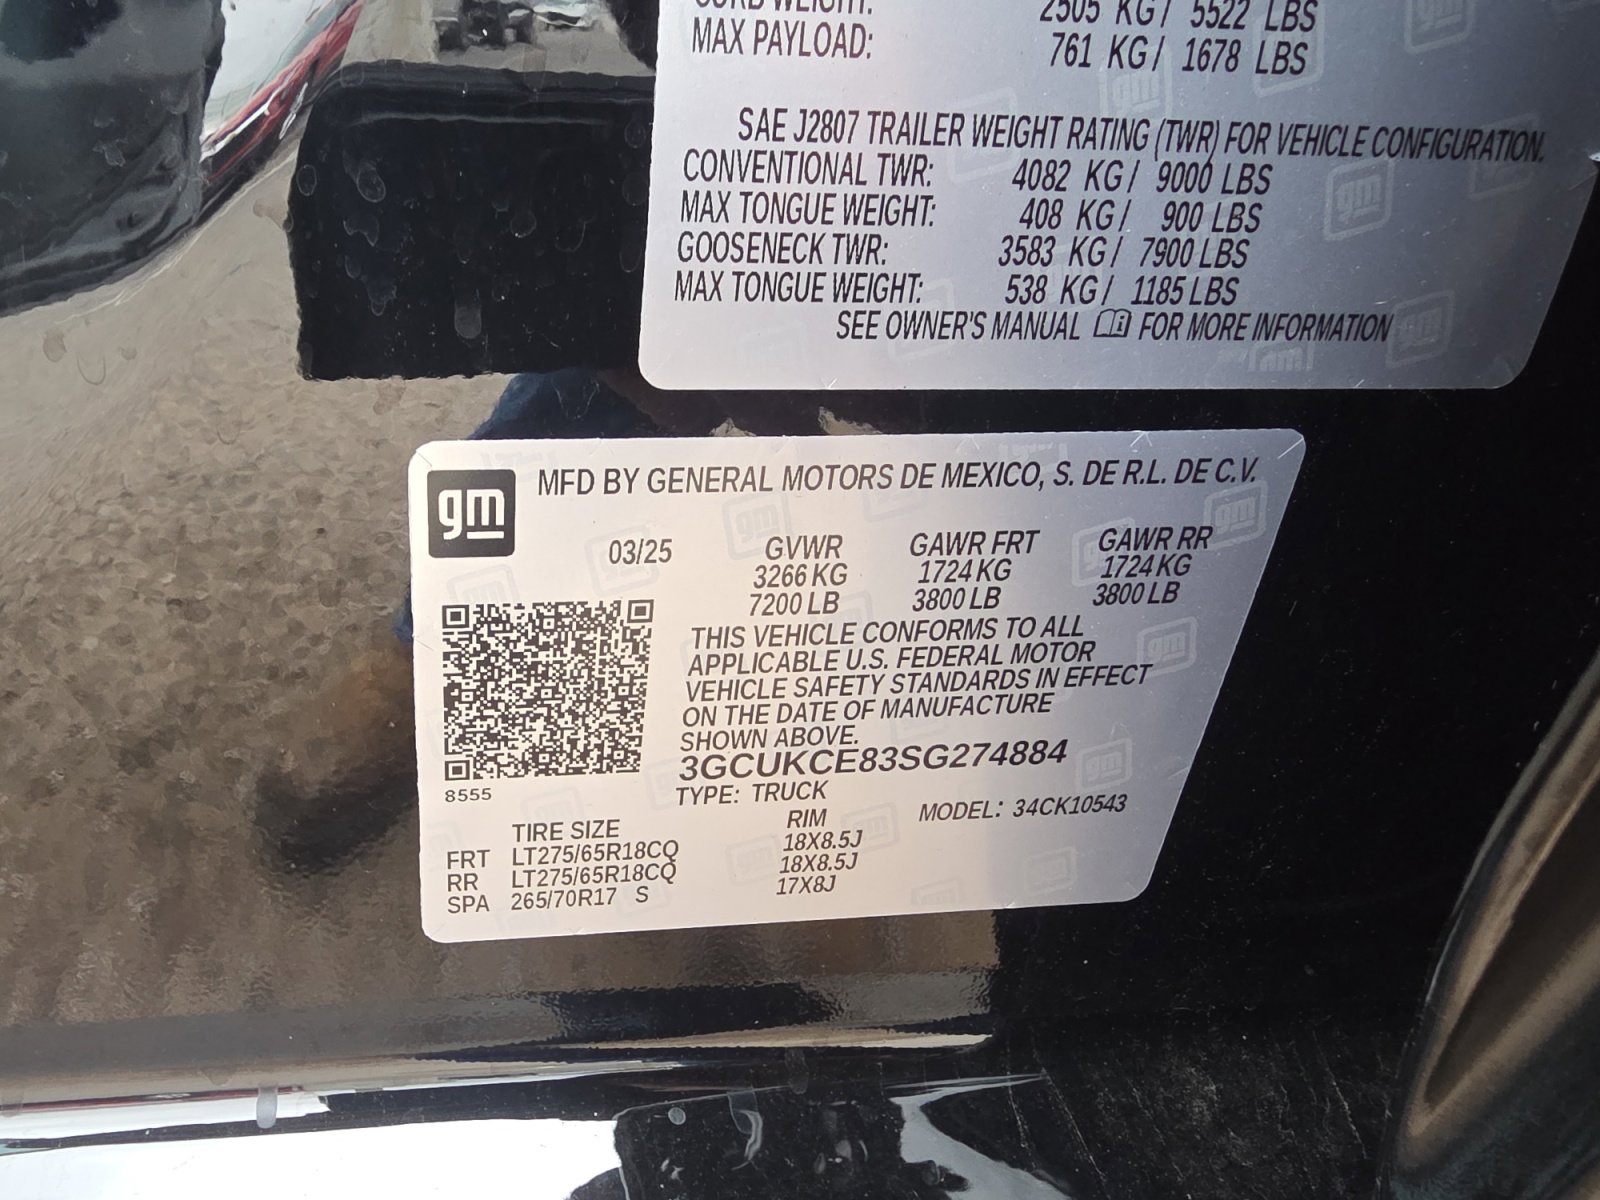 CURB WEIGHT: 2505 KG/ 5522 LBS
MAX PAYLOAD: 761 KG/ 1678 LBS
SAE J2807 TRAILER WEIGHT RATING (TWR) FOR VEHICLE CONFIGURATION.
CONVENTIONAL TWR: 4082 KG/ 9000 LBS
MAX TONGUE WEIGHT: 408 KG/ 900 LBS
GOOSENECK TWR: 3583 KG/ 7900 LBS
MAX TONGUE WEIGHT: 538 KG/ 1185 LBS
SEE OWNER'S MANUAL FOR MORE INFORMATION
gm MFD BY GENERAL MOTORS DE MEXICO, S. DE R.L. DE C.V.
03/25 GVWR GAWR FRT GAWR RR
3266 KG 1724 KG 1724 KG
7200 LB 3800 LB 3800 LB
THIS VEHICLE CONFORMS TO ALL
APPLICABLE U.S. FEDERAL MOTOR
VEHICLE SAFETY STANDARDS IN EFFECT
ON THE DATE OF MANUFACTURE
SHOWN ABOVE.
3GCUKCE83SG274884
8555 TYPE: TRUCK MODEL: 34CK10543
TIRE SIZE RIM
FRT LT275/65R18CQ 18X8.5J
RR LT275/65R18CQ 18X8.5J
SPA 265/70R17 S 17X8J